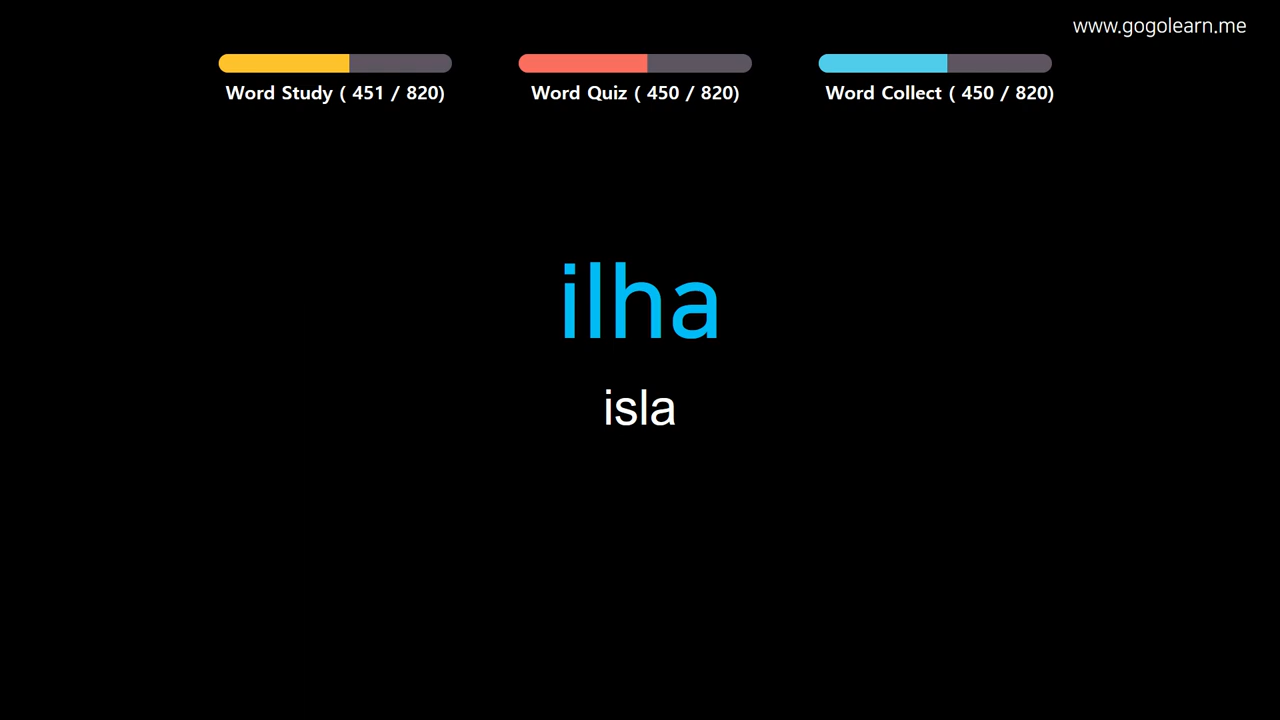 www.gogolearn.me
Word Study ( 451 / 820)
Word Quiz ( 450 / 820)
Word Collect ( 450 / 820)
ilha
isla